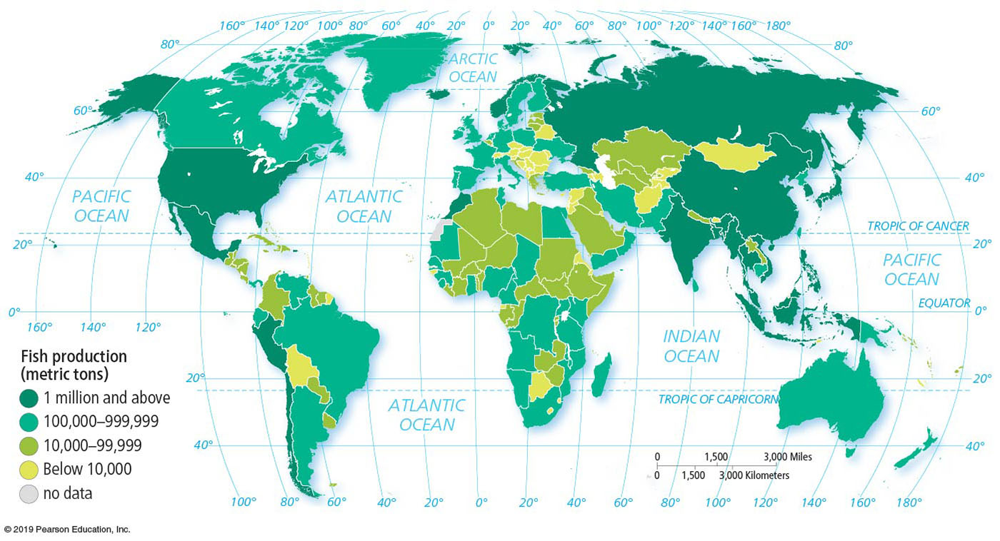 160° 140° 120° 100° 80° 60° 40° 20° 0° 20° 40° 60° 80° 100° 120° 140° 160° 180°
80°
80°
ARCTIC
OCEAN
60°
60°
40°
40°
PACIFIC
OCEAN
ATLANTIC
OCEAN
TROPIC OF CANCER
20°
20°
PACIFIC
OCEAN
EQUATOR
0°
0°
160° 140° 120°
INDIAN
OCEAN
Fish production
(metric tons)
1 million and above
100,000–999,999
10,000–99,999
Below 10,000
no data
20°
20°
TROPIC OF CAPRICORN
ATLANTIC
OCEAN
40°
40°
0 1,500 3,000 Miles
0 1,500 3,000 Kilometers
100° 80° 60° 40° 20° 0° 20° 40° 60° 80° 100° 120° 140° 160° 180°
© 2019 Pearson Education, Inc.